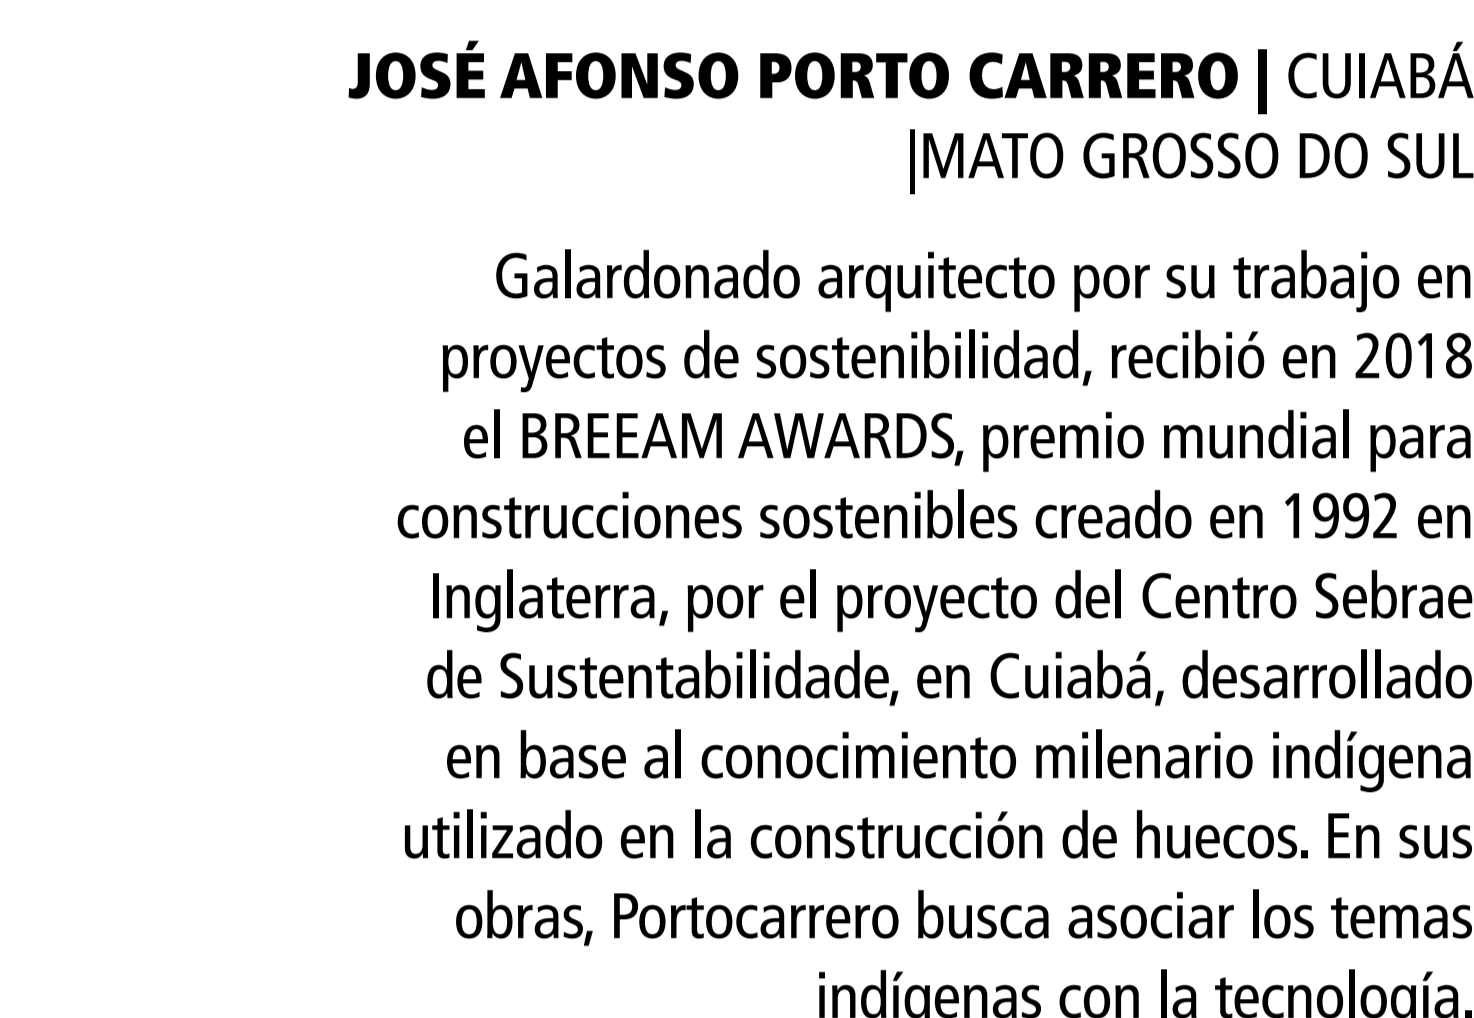 JOSÉ AFONSO PORTO CARRERO | CUIABÁ
|MATO GROSSO DO SUL
Galardonado arquitecto por su trabajo en
proyectos de sostenibilidad, recibió en 2018
el BREEAM AWARDS, premio mundial para
construcciones sostenibles creado en 1992 en
Inglaterra, por el proyecto del Centro Sebrae
de Sustentabilidade, en Cuiabá, desarrollado
en base al conocimiento milenario indígena
utilizado en la construcción de huecos. En sus
obras, Portocarrero busca asociar los temas
indígenas con la tecnología.